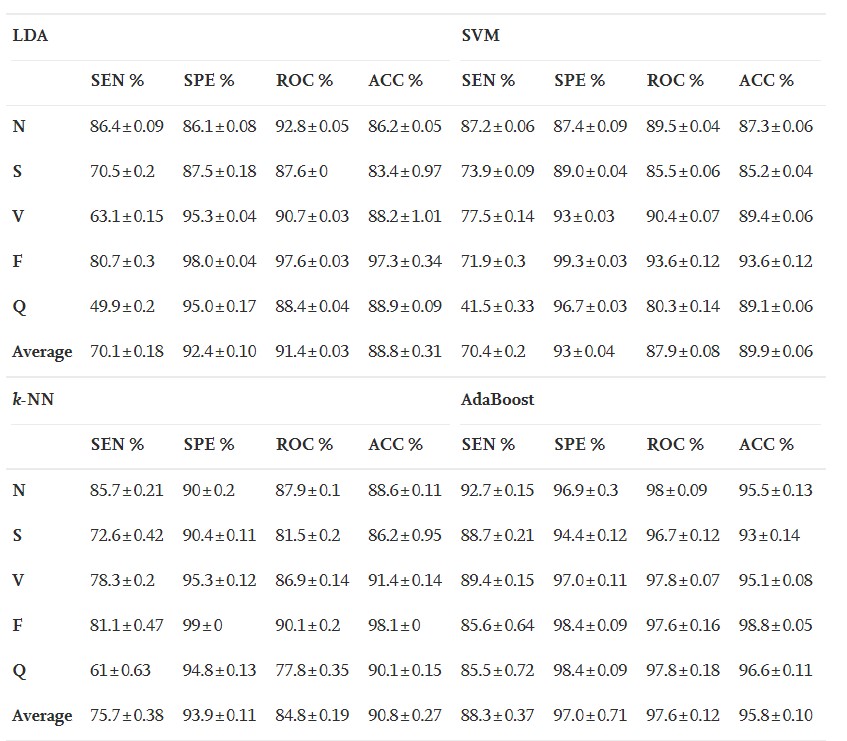 LDA SVM
SEN % SPE % ROC % ACC % SEN % SPE % ROC % ACC %
N 86.4±0.09 86.1±0.08 92.8±0.05 86.2±0.05 87.2±0.06 87.4±0.09 89.5±0.04 87.3±0.06
S 70.5±0.2 87.5±0.18 87.6±0 83.4±0.97 73.9±0.09 89.0±0.04 85.5±0.06 85.2±0.04
V 63.1±0.15 95.3±0.04 90.7±0.03 88.2±1.01 77.5±0.14 93±0.03 90.4±0.07 89.4±0.06
F 80.7±0.3 98.0±0.04 97.6±0.03 97.3±0.34 71.9±0.3 99.3±0.03 93.6±0.12 93.6±0.12
Q 49.9±0.2 95.0±0.17 88.4±0.04 88.9±0.09 41.5±0.33 96.7±0.03 80.3±0.14 89.1±0.06
Average 70.1±0.18 92.4±0.10 91.4±0.03 88.8±0.31 70.4±0.2 93±0.04 87.9±0.08 89.9±0.06
k-NN AdaBoost
SEN % SPE % ROC % ACC % SEN % SPE % ROC % ACC %
N 85.7±0.21 90±0.2 87.9±0.1 88.6±0.11 92.7±0.15 96.9±0.3 98±0.09 95.5±0.13
S 72.6±0.42 90.4±0.11 81.5±0.2 86.2±0.95 88.7±0.21 94.4±0.12 96.7±0.12 93±0.14
V 78.3±0.2 95.3±0.12 86.9±0.14 91.4±0.14 89.4±0.15 97.0±0.11 97.8±0.07 95.1±0.08
F 81.1±0.47 99±0 90.1±0.2 98.1±0 85.6±0.64 98.4±0.09 97.6±0.16 98.8±0.05
Q 61±0.63 94.8±0.13 77.8±0.35 90.1±0.15 85.5±0.72 98.4±0.09 97.8±0.18 96.6±0.11
Average 75.7±0.38 93.9±0.11 84.8±0.19 90.8±0.27 88.3±0.37 97.0±0.71 97.6±0.12 95.8±0.10